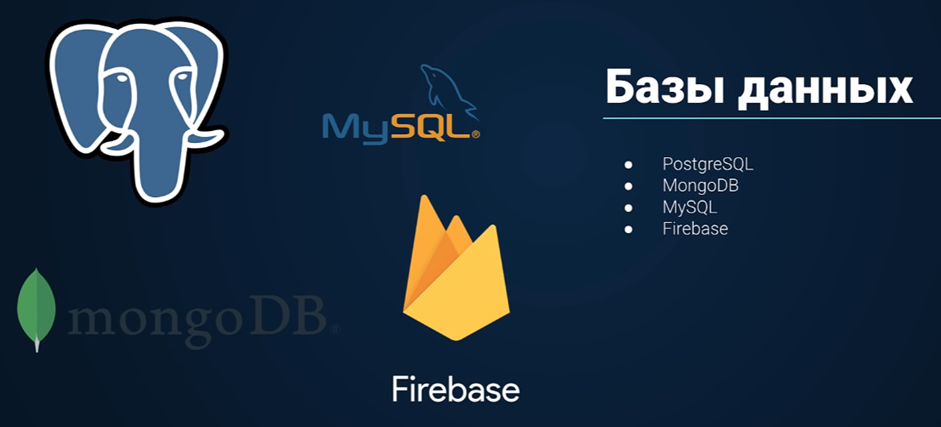 MySQL®
Базы данных
PostgreSQL
MongoDB
MySQL
Firebase
mongoDB®
Firebase